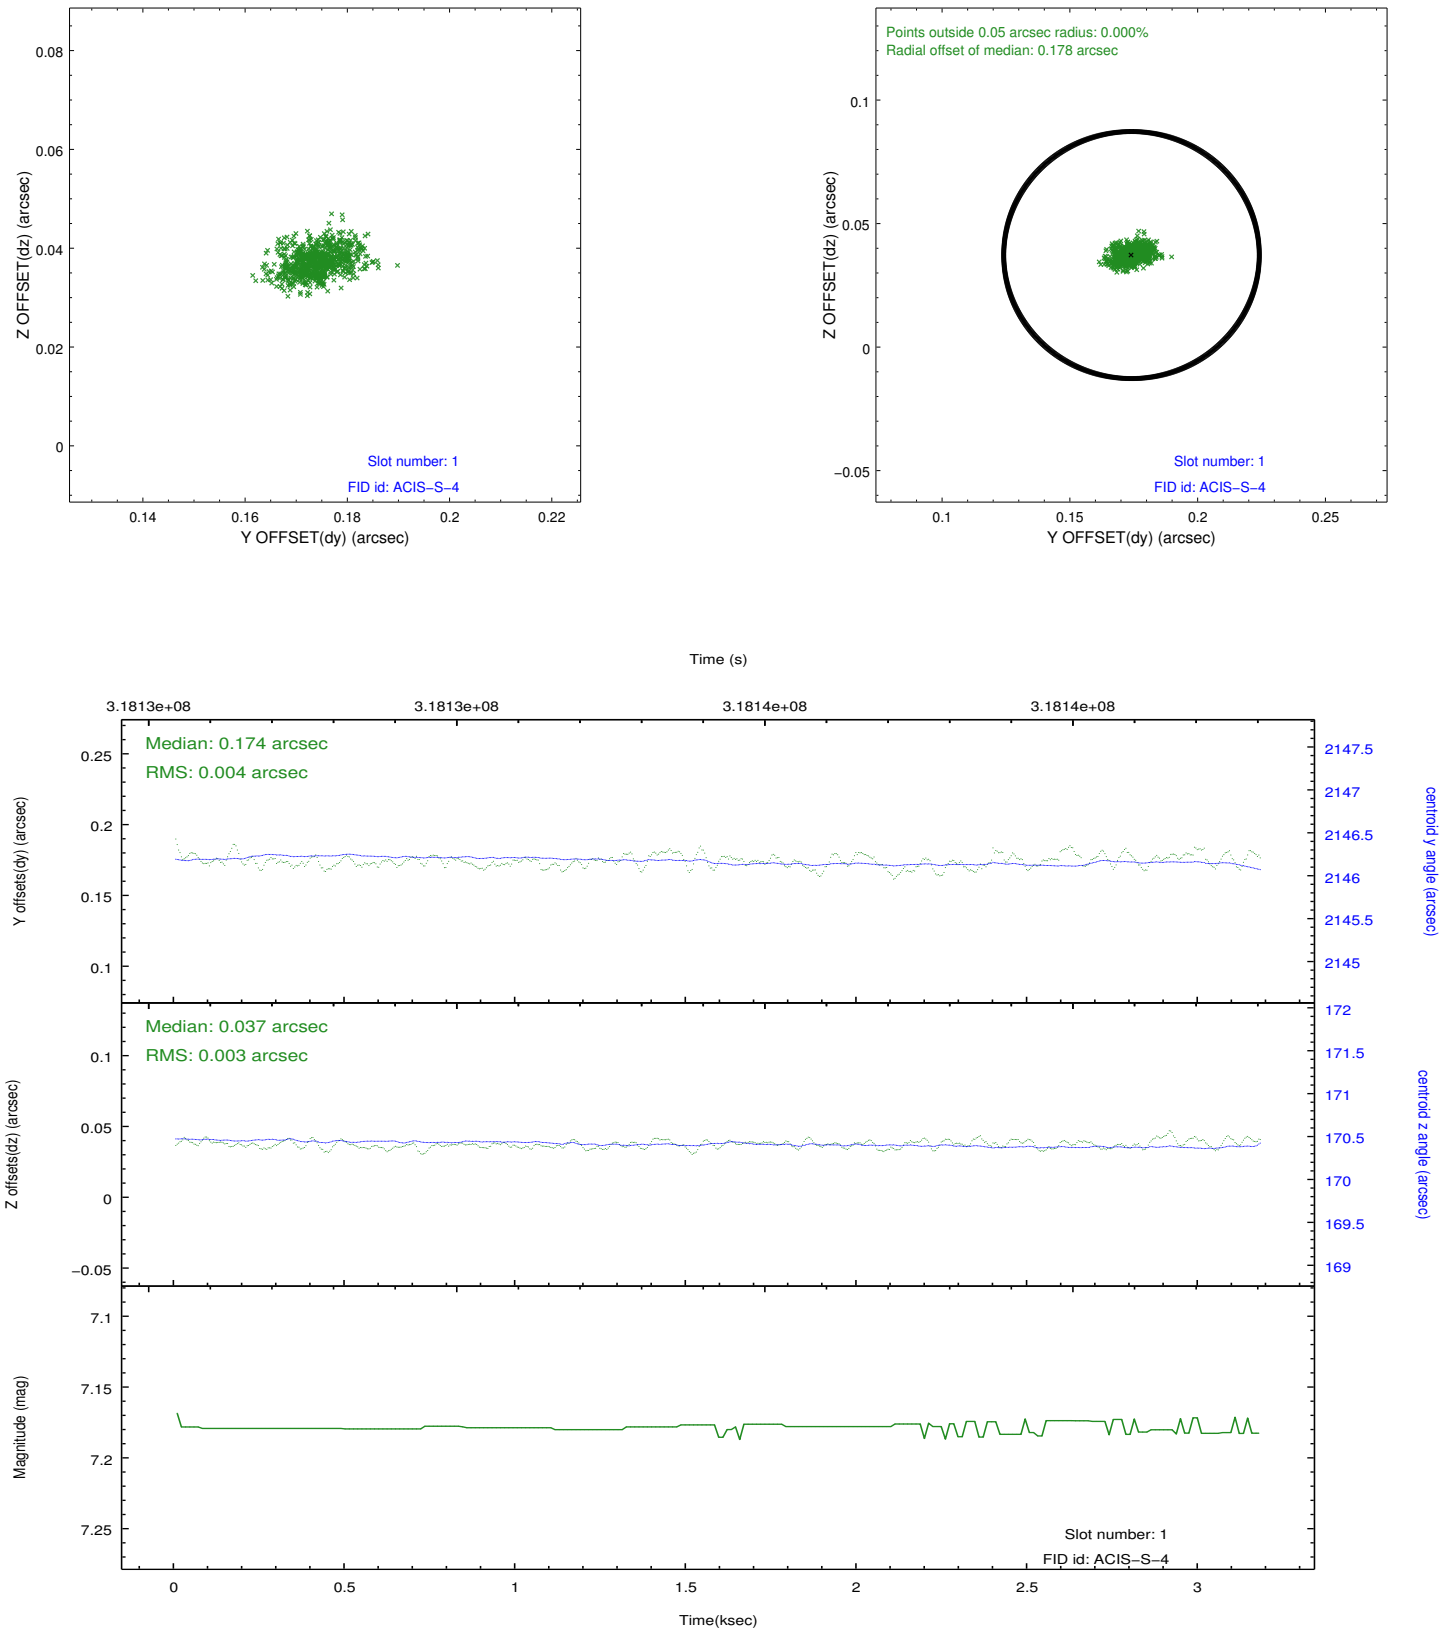 0.08
0.06
0.04
0.02
0
Z OFFSET(dz) (arcsec)
Slot number: 1
FID id: ACIS−S−4
0.14
0.16
0.18
0.2
0.22
Y OFFSET(dy) (arcsec)
Points outside 0.05 arcsec radius: 0.000%
Radial offset of median: 0.178 arcsec
0.1
0.05
0
−0.05
Z OFFSET(dz) (arcsec)
Slot number: 1
FID id: ACIS−S−4
0.1
0.15
0.2
0.25
Y OFFSET(dy) (arcsec)
Time (s)
3.1813e+08
3.1813e+08
3.1814e+08
3.1814e+08
Median: 0.174 arcsec
RMS: 0.004 arcsec
0.25
0.2
0.15
0.1
Y offsets(dy) (arcsec)
2147.5
2147
2146.5
2146
2145.5
2145
centroid y angle (arcsec)
Median: 0.037 arcsec
RMS: 0.003 arcsec
0.1
0.05
0
−0.05
Z offsets(dz) (arcsec)
172
171.5
171
170.5
170
169.5
169
centroid z angle (arcsec)
7.1
7.15
7.2
7.25
Magnitude (mag)
Slot number: 1
FID id: ACIS−S−4
0
0.5
1
1.5
2
2.5
3
Time(ksec)